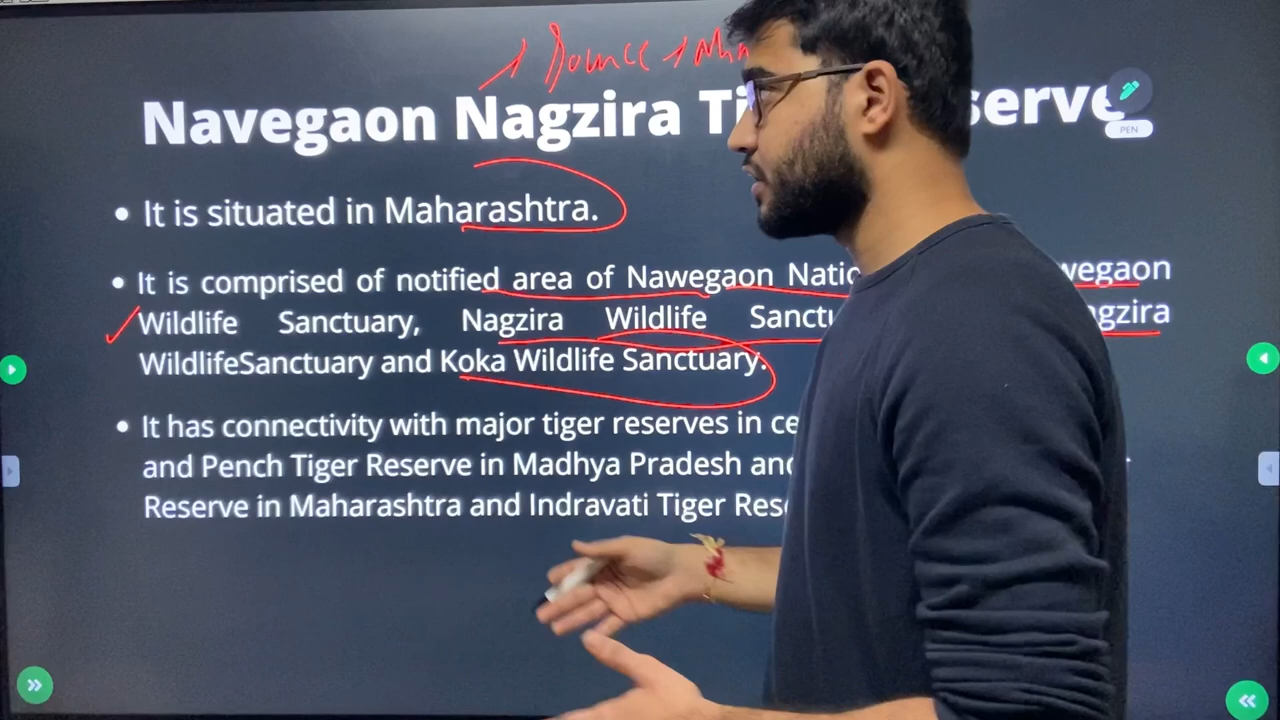 Navegaon Nagzira Ti serve
PEN
• It is situated in Maharashtra.
• It is comprised of notified area of Nawegaon Natio wegaon
Wildlife Sanctuary, Nagzira Wildlife Sanctu gzira
WildlifeSanctuary and Koka Wildlife Sanctuary.
• It has connectivity with major tiger reserves in ce
and Pench Tiger Reserve in Madhya Pradesh and
Reserve in Maharashtra and Indravati Tiger Rese